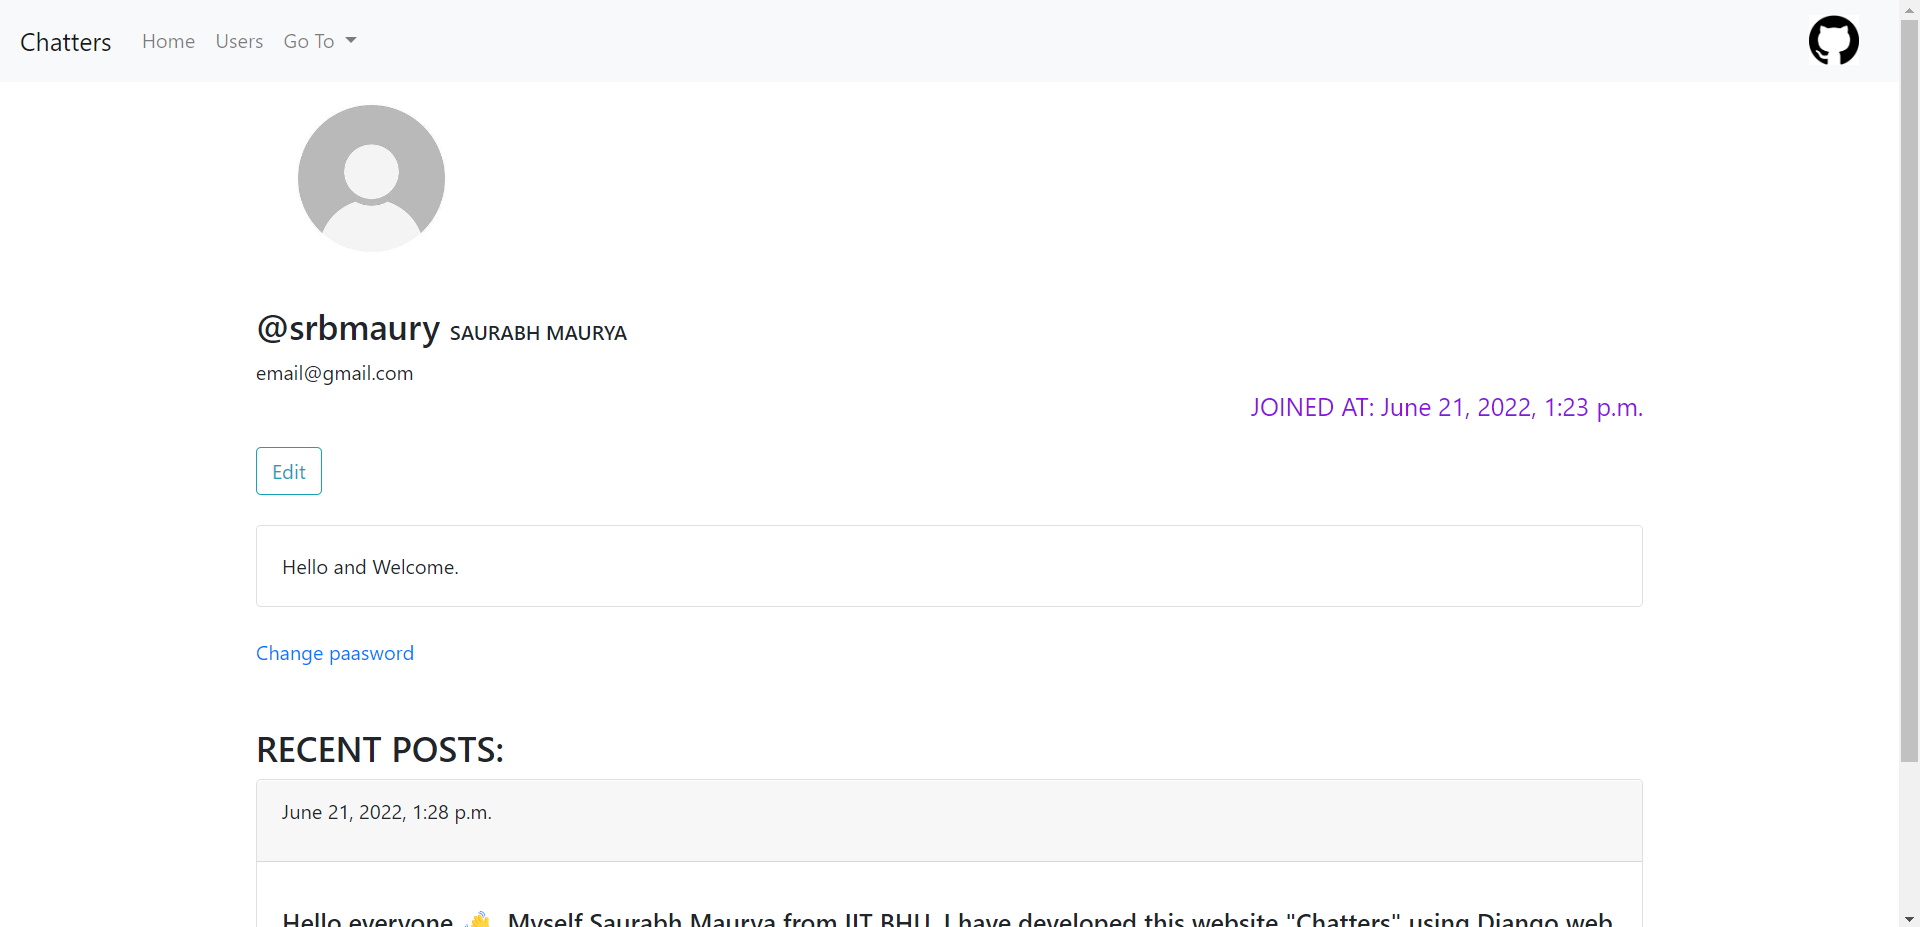 Chatters Home Users Go To
@srbmaury SAURABH MAURYA
email@gmail.com
JOINED AT: June 21, 2022, 1:23 p.m.
Edit
Hello and Welcome.
Change paasword
RECENT POSTS:
June 21, 2022, 1:28 p.m.
Hello everyone 👋 Myself Saurabh Maurya from IIT BHU. I have developed this website "Chatters" using Django web